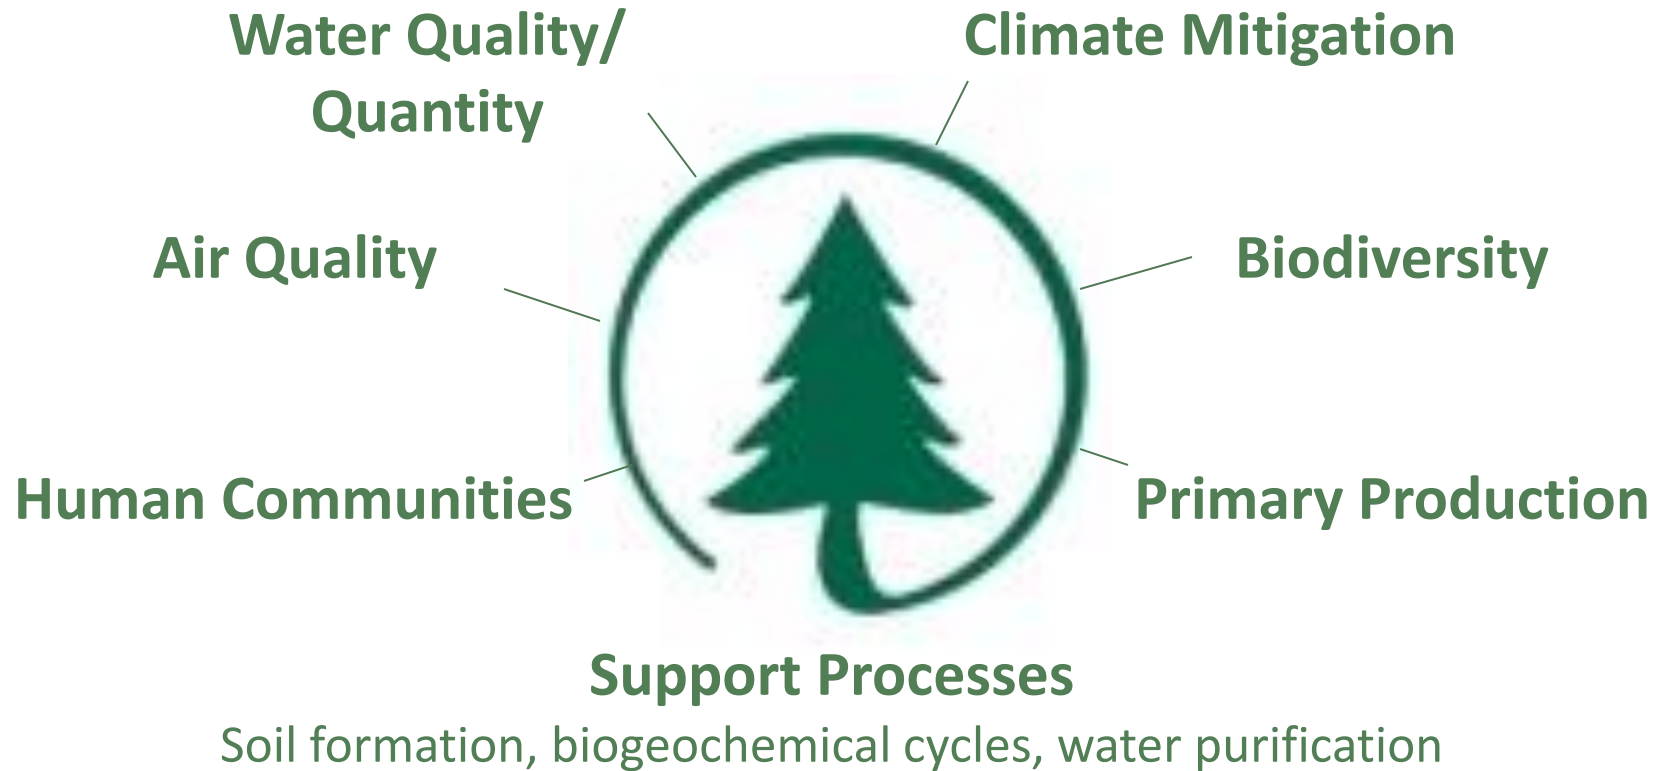 Water Quality/
Quantity
Climate Mitigation
Air Quality
Biodiversity
Human Communities
Primary Production
Support Processes
Soil formation, biogeochemical cycles, water purification